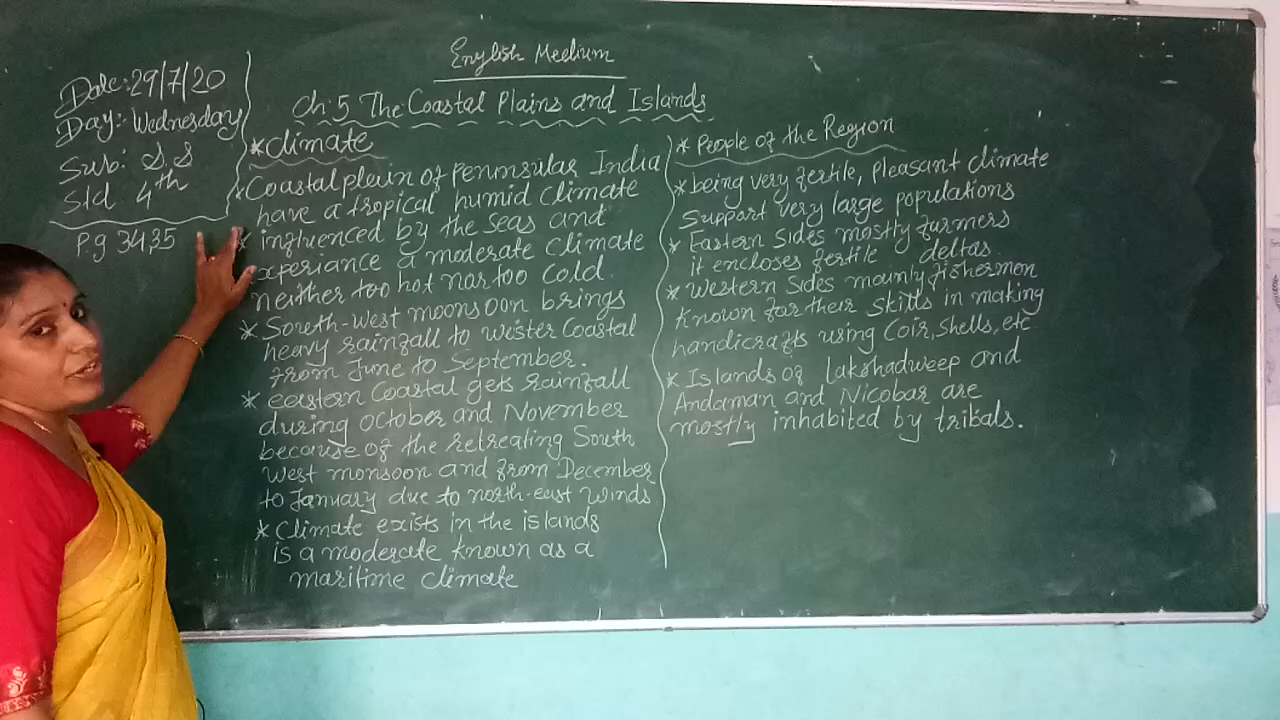 English Medium
Date: 29/7/20
Day: Wednesday
Sub: S.S
Std 4th
P.g 34,35
Ch:5 The Coastal Plains and Islands
*climate
*Coastal plein of peninsular India
have a tropical humid climate
* influenced by the seas and
experiance a moderate climate
neither too hot nor too cold.
* South-west moonsoon brings
heavy rainfall to wester Coastal
from June to September.
* eastern Coastal gets rainfall
during October and November
because of the retreating South
West monsoon and from December
to January due to north-east winds
* Climate exists in the islands
is a moderate known as a
maritime climate
* People of the Region
* being very fertile, pleasant climate
support very large populations
* Eastern sides mostly farmers
it encloses fertile deltas.
* Western sides mainly fishermon
known for their skills in making
handicrafts using Coir, shells, etc
* Islands of Lakshadweep and
Andaman and Nicobar are
mostly inhabited by tribals.